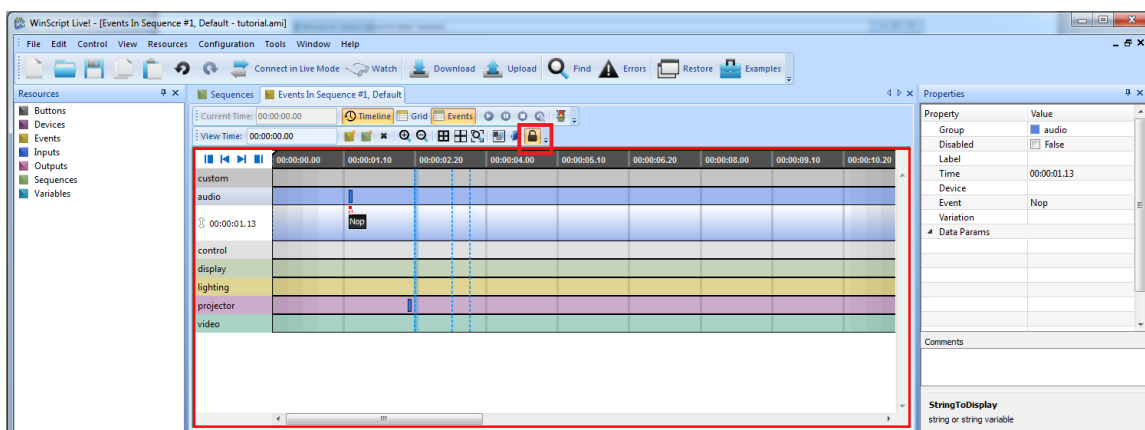 WinScript Live! - [Events In Sequence #1, Default - tutorial.ami]
File Edit Control View Resources Configuration Tools Window Help
Connect in Live Mode Watch Download Upload Find Errors Restore Examples
Resources
Buttons
Devices
Events
Inputs
Outputs
Sequences
Variables
Sequences Events In Sequence #1, Default
Current Time: 00:00:00.00 Timeline Grid Events
View Time: 00:00:00.00
00:00:00.00 00:00:01.10 00:00:02.20 00:00:04.00 00:00:05.10 00:00:06.20 00:00:08.00 00:00:09.10 00:00:10.20
custom
audio
00:00:01.13 Nop
control
display
lighting
projector
video
Properties
Property Value
Group audio
Disabled False
Label
Time 00:00:01.13
Device
Event Nop
Variation
Data Params
Comments
StringToDisplay
string or string variable